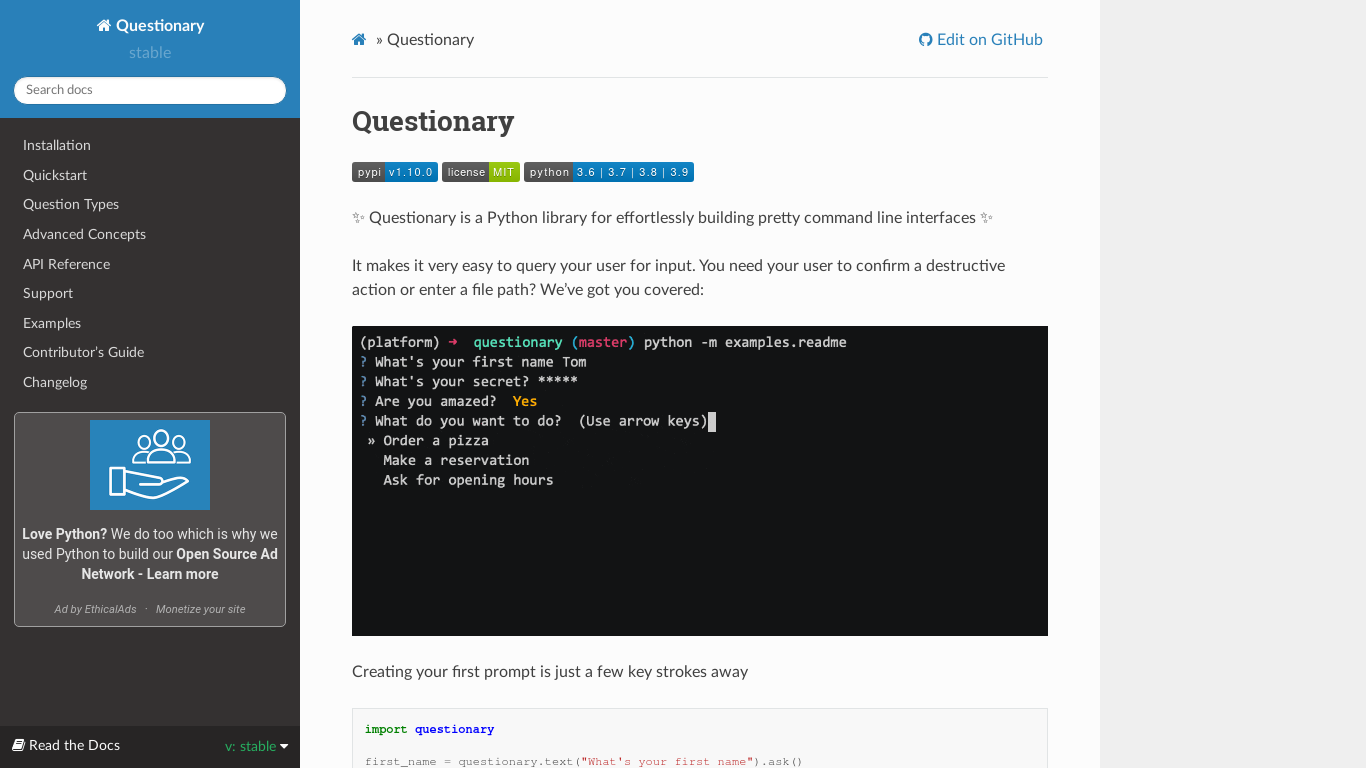 Questionary
stable
Search docs
Installation
Quickstart
Question Types
Advanced Concepts
API Reference
Support
Examples
Contributor’s Guide
Changelog
Love Python? We do too which is why we
used Python to build our Open Source Ad
Network - Learn more
Ad by EthicalAds · Monetize your site
Read the Docs
v: stable
» Questionary
Edit on GitHub
Questionary
pypi v1.10.0 license MIT python 3.6 | 3.7 | 3.8 | 3.9
✨ Questionary is a Python library for effortlessly building pretty command line interfaces ✨
It makes it very easy to query your user for input. You need your user to confirm a destructive
action or enter a file path? We’ve got you covered:
(platform) ➜ questionary (master) python -m examples.readme
? What's your first name Tom
? What's your secret? *****
? Are you amazed? Yes
? What do you want to do? (Use arrow keys)
» Order a pizza
Make a reservation
Ask for opening hours
Creating your first prompt is just a few key strokes away
import questionary
first_name = questionary.text("What's your first name").ask()